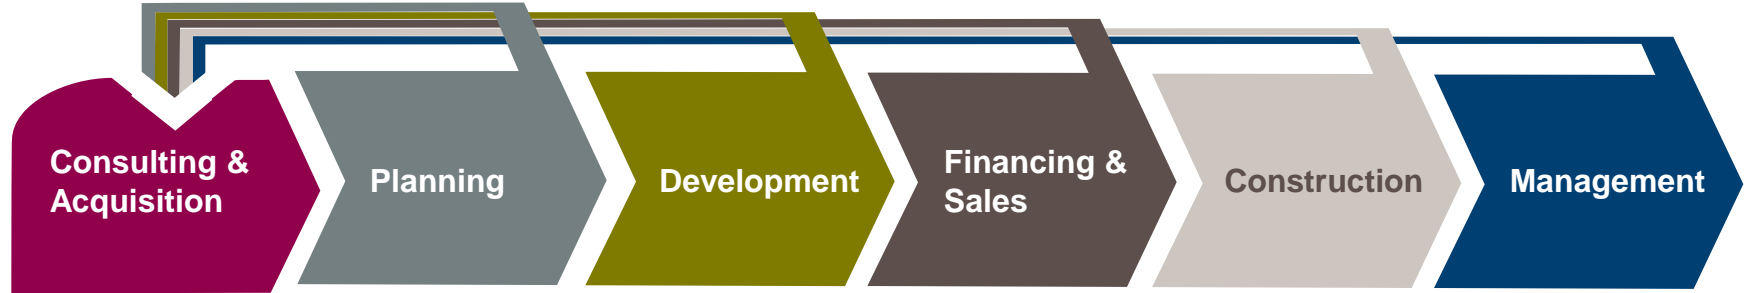 Consulting &
Acquisition
Planning
Development
Financing &
Sales
Construction
Management